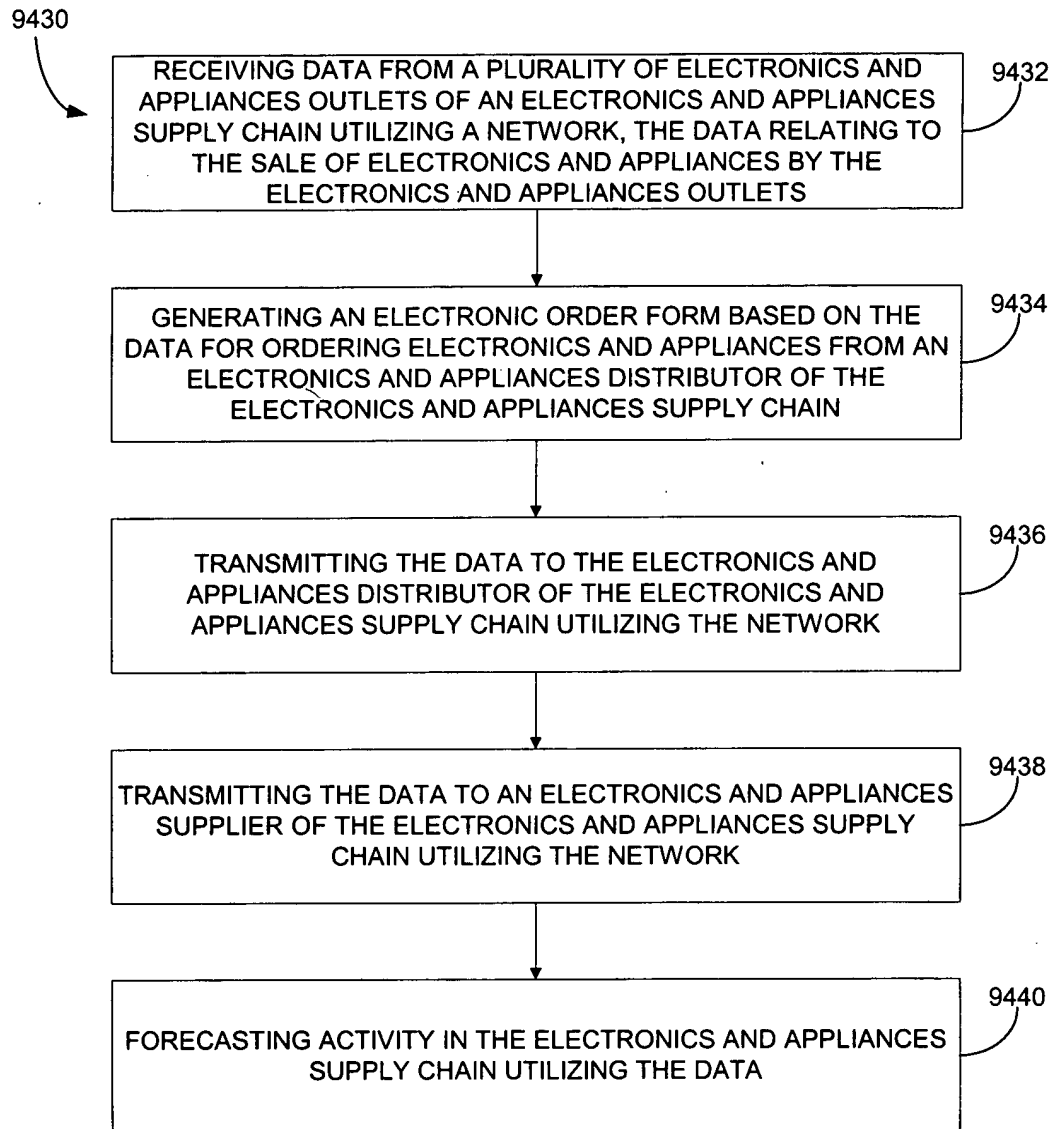 9430
RECEIVING DATA FROM A PLURALITY OF ELECTRONICS AND
APPLIANCES OUTLETS OF AN ELECTRONICS AND APPLIANCES
SUPPLY CHAIN UTILIZING A NETWORK, THE DATA RELATING TO
THE SALE OF ELECTRONICS AND APPLIANCES BY THE
ELECTRONICS AND APPLIANCES OUTLETS
9432
GENERATING AN ELECTRONIC ORDER FORM BASED ON THE
DATA FOR ORDERING ELECTRONICS AND APPLIANCES FROM AN
ELECTRONICS AND APPLIANCES DISTRIBUTOR OF THE
ELECTRONICS AND APPLIANCES SUPPLY CHAIN
9434
TRANSMITTING THE DATA TO THE ELECTRONICS AND
APPLIANCES DISTRIBUTOR OF THE ELECTRONICS AND
APPLIANCES SUPPLY CHAIN UTILIZING THE NETWORK
9436
TRANSMITTING THE DATA TO AN ELECTRONICS AND APPLIANCES
SUPPLIER OF THE ELECTRONICS AND APPLIANCES SUPPLY
CHAIN UTILIZING THE NETWORK
9438
FORECASTING ACTIVITY IN THE ELECTRONICS AND APPLIANCES
SUPPLY CHAIN UTILIZING THE DATA
9440